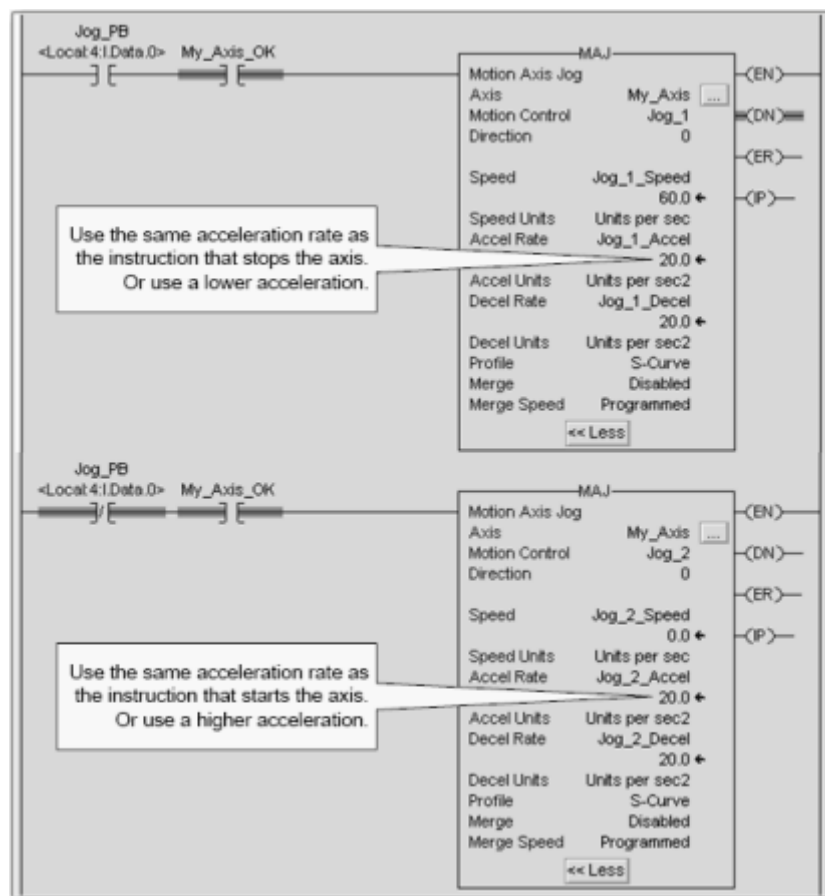 Jog_PB
<Local:4:I.Data.0> My_Axis_OK
MAJ
Motion Axis Jog
Axis My_Axis ...
Motion Control Jog_1
Direction 0
Speed Jog_1_Speed
60.0
Speed Units Units per sec
Accel Rate Jog_1_Accel
20.0
Accel Units Units per sec2
Decel Rate Jog_1_Decel
20.0
Decel Units Units per sec2
Profile S-Curve
Merge Disabled
Merge Speed Programmed
<< Less
(EN)
(DN)
(ER)
(IP)
Use the same acceleration rate as
the instruction that stops the axis.
Or use a lower acceleration.
Jog_PB
<Local:4:I.Data.0> My_Axis_OK
MAJ
Motion Axis Jog
Axis My_Axis ...
Motion Control Jog_2
Direction 0
Speed Jog_2_Speed
0.0
Speed Units Units per sec
Accel Rate Jog_2_Accel
20.0
Accel Units Units per sec2
Decel Rate Jog_2_Decel
20.0
Decel Units Units per sec2
Profile S-Curve
Merge Disabled
Merge Speed Programmed
<< Less
(EN)
(DN)
(ER)
(IP)
Use the same acceleration rate as
the instruction that starts the axis.
Or use a higher acceleration.